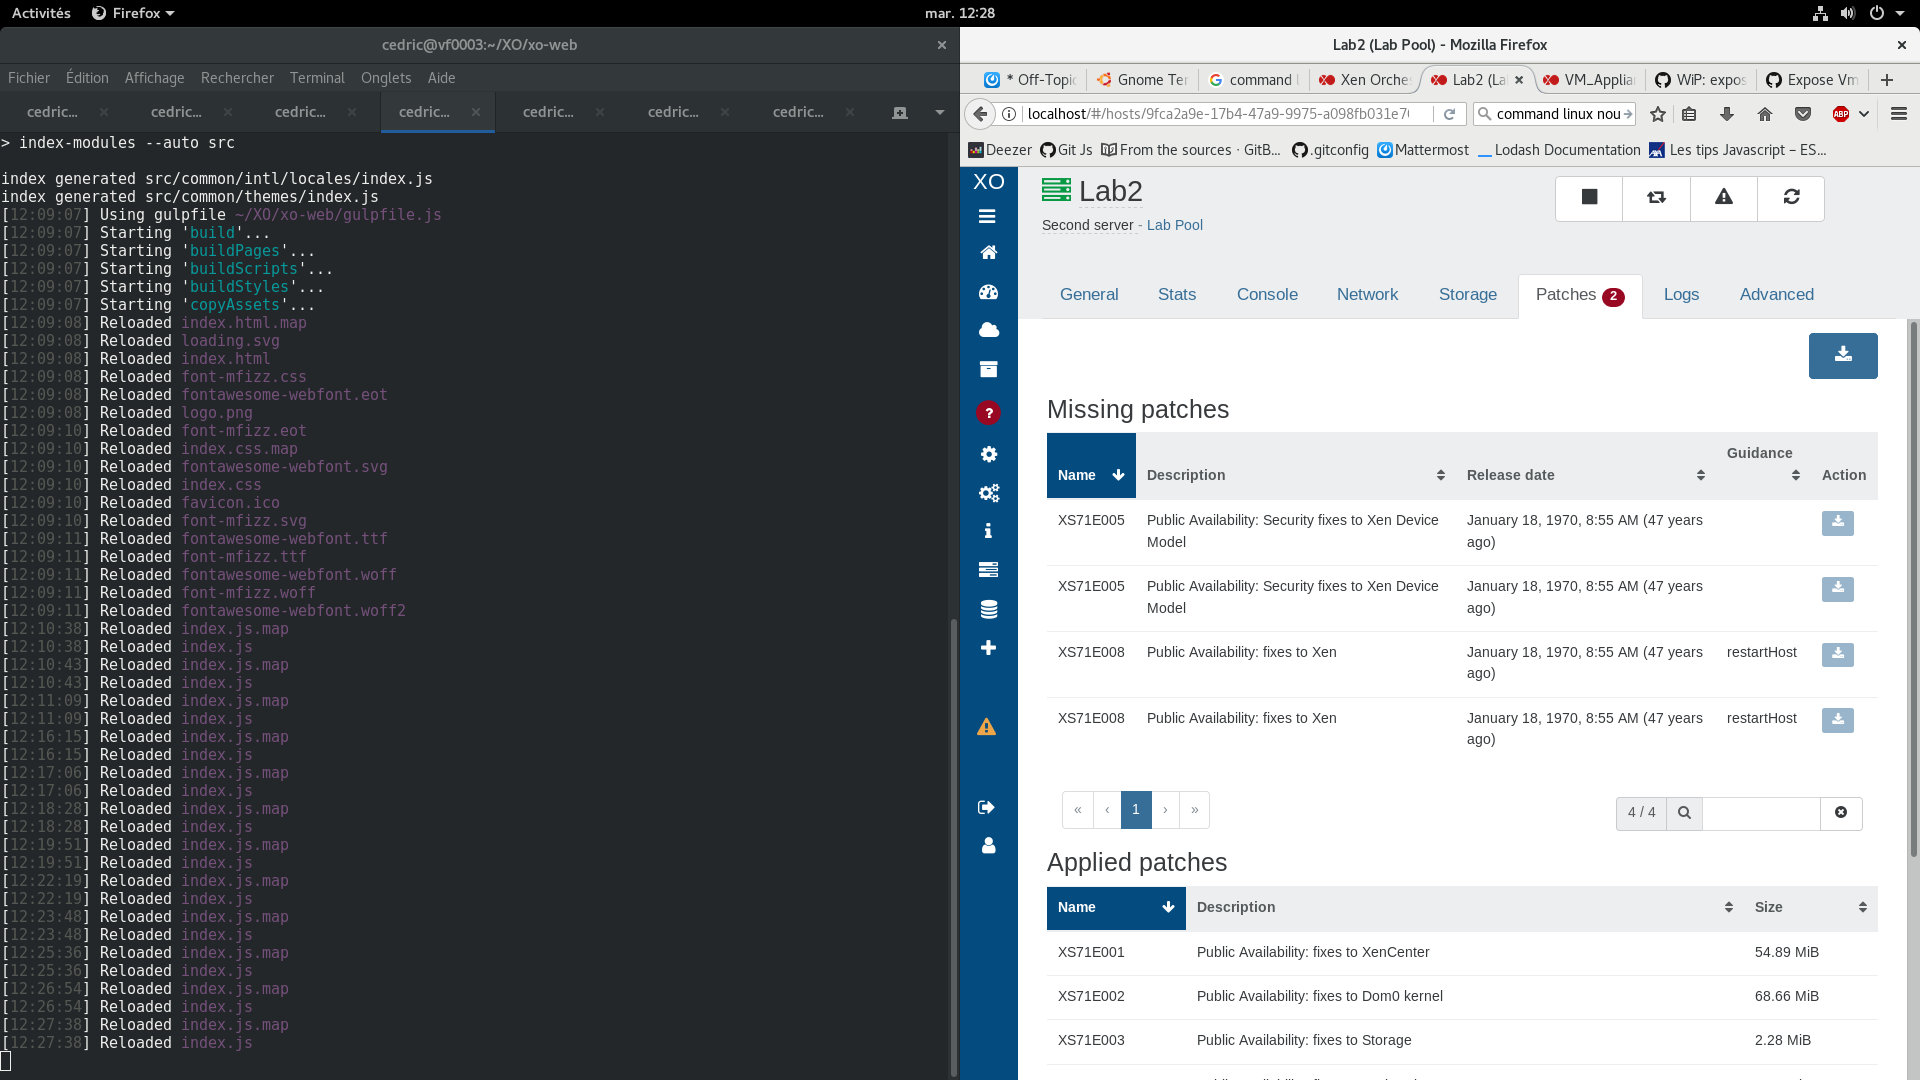 Activités
Firefox
mar. 12:28
cedric@vf0003:~/XO/xo-web
Fichier Édition Affichage Rechercher Terminal Onglets Aide
cedric... cedric... cedric... cedric... cedric... cedric... cedric...
> index-modules --auto src
index generated src/common/intl/locales/index.js
index generated src/common/themes/index.js
[12:09:07] Using gulpfile ~/XO/xo-web/gulpfile.js
[12:09:07] Starting 'build'...
[12:09:07] Starting 'buildPages'...
[12:09:07] Starting 'buildScripts'...
[12:09:07] Starting 'buildStyles'...
[12:09:07] Starting 'copyAssets'...
[12:09:08] Reloaded index.html.map
[12:09:08] Reloaded loading.svg
[12:09:08] Reloaded index.html
[12:09:08] Reloaded font-mfizz.css
[12:09:08] Reloaded fontawesome-webfont.eot
[12:09:08] Reloaded logo.png
[12:09:10] Reloaded font-mfizz.eot
[12:09:10] Reloaded index.css.map
[12:09:10] Reloaded fontawesome-webfont.svg
[12:09:10] Reloaded index.css
[12:09:10] Reloaded favicon.ico
[12:09:10] Reloaded font-mfizz.svg
[12:09:11] Reloaded fontawesome-webfont.ttf
[12:09:11] Reloaded font-mfizz.ttf
[12:09:11] Reloaded fontawesome-webfont.woff
[12:09:11] Reloaded font-mfizz.woff
[12:09:11] Reloaded fontawesome-webfont.woff2
[12:10:38] Reloaded index.js.map
[12:10:38] Reloaded index.js
[12:10:43] Reloaded index.js.map
[12:10:43] Reloaded index.js
[12:11:09] Reloaded index.js.map
[12:11:09] Reloaded index.js
[12:16:15] Reloaded index.js.map
[12:16:15] Reloaded index.js
[12:17:06] Reloaded index.js.map
[12:17:06] Reloaded index.js
[12:18:28] Reloaded index.js.map
[12:18:28] Reloaded index.js
[12:19:51] Reloaded index.js.map
[12:19:51] Reloaded index.js
[12:22:19] Reloaded index.js.map
[12:22:19] Reloaded index.js
[12:23:48] Reloaded index.js.map
[12:23:48] Reloaded index.js
[12:25:36] Reloaded index.js.map
[12:25:36] Reloaded index.js
[12:26:54] Reloaded index.js.map
[12:26:54] Reloaded index.js
[12:27:38] Reloaded index.js.map
[12:27:38] Reloaded index.js
Lab2 (Lab Pool) - Mozilla Firefox
* Off-Topic Gnome Ter command l Xen Orche Lab2 (La VM_Applian WiP: expos Expose Vm
localhost/#/hosts/9fca2a9e-17b4-47a9-9975-a098fb031e7 command linux nou ABP
Deezer Git Js From the sources · GitB... .gitconfig Mattermost Lodash Documentation Les tips Javascript – ES...
XO
Lab2
Second server - Lab Pool
General Stats Console Network Storage Patches 2 Logs Advanced
Missing patches
Name Description Release date Guidance Action
XS71E005 Public Availability: Security fixes to Xen Device Model January 18, 1970, 8:55 AM (47 years ago)
XS71E005 Public Availability: Security fixes to Xen Device Model January 18, 1970, 8:55 AM (47 years ago)
XS71E008 Public Availability: fixes to Xen January 18, 1970, 8:55 AM (47 years ago) restartHost
XS71E008 Public Availability: fixes to Xen January 18, 1970, 8:55 AM (47 years ago) restartHost
« ‹ 1 › »
4 / 4
Applied patches
Name Description Size
XS71E001 Public Availability: fixes to XenCenter 54.89 MiB
XS71E002 Public Availability: fixes to Dom0 kernel 68.66 MiB
XS71E003 Public Availability: fixes to Storage 2.28 MiB